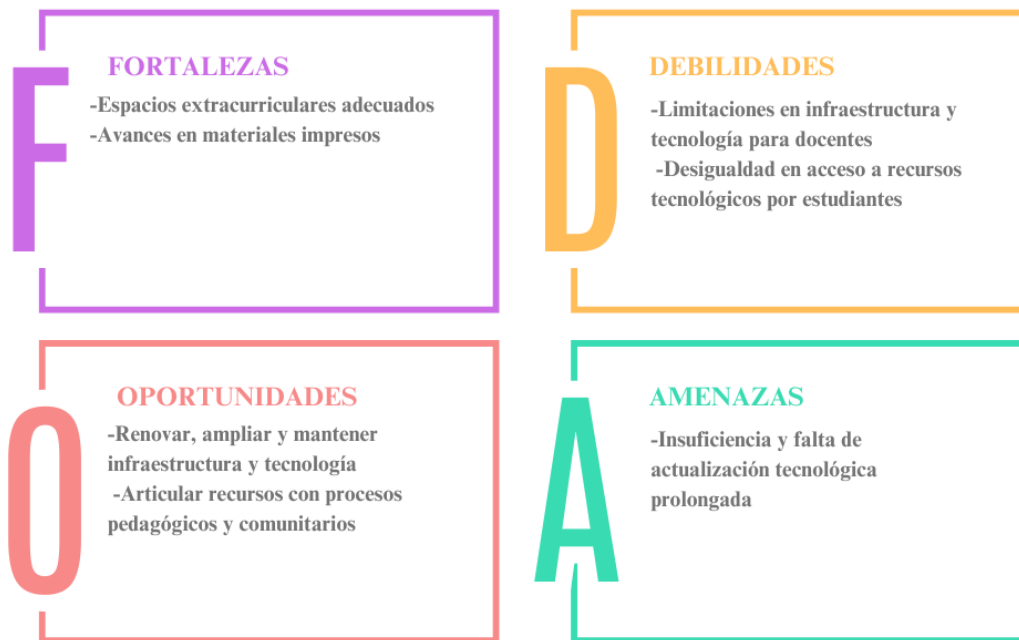 F
FORTALEZAS
-Espacios extracurriculares adecuados
-Avances en materiales impresos
D
DEBILIDADES
-Limitaciones en infraestructura y
tecnología para docentes
-Desigualdad en acceso a recursos
tecnológicos por estudiantes
O
OPORTUNIDADES
-Renovar, ampliar y mantener
infraestructura y tecnología
-Articular recursos con procesos
pedagógicos y comunitarios
A
AMENAZAS
-Insuficiencia y falta de
actualización tecnológica
prolongada